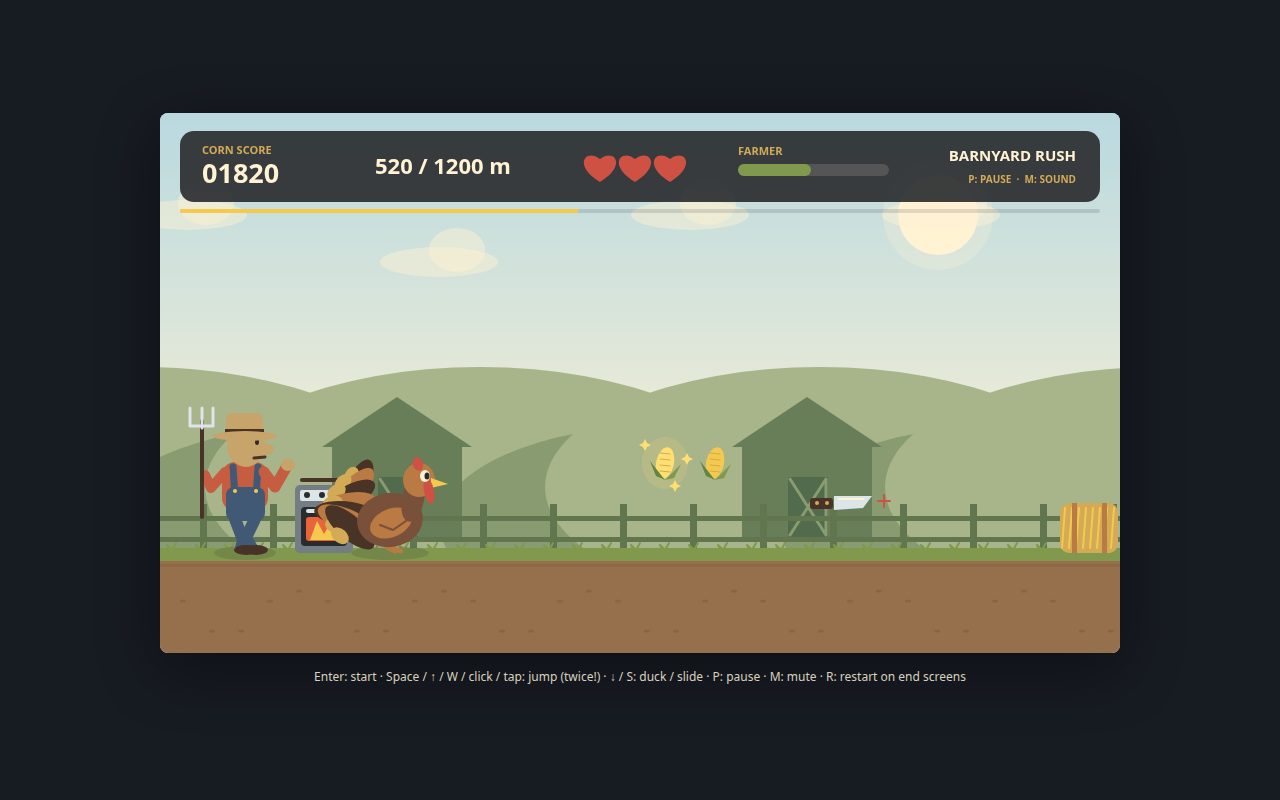 CORN SCORE
01820
520 / 1200 m
FARMER
BARNYARD RUSH
P: PAUSE · M: SOUND
Enter: start · Space / ↑ / W / click / tap: jump (twice!) · ↓ / S: duck / slide · P: pause · M: mute · R: restart on end screens